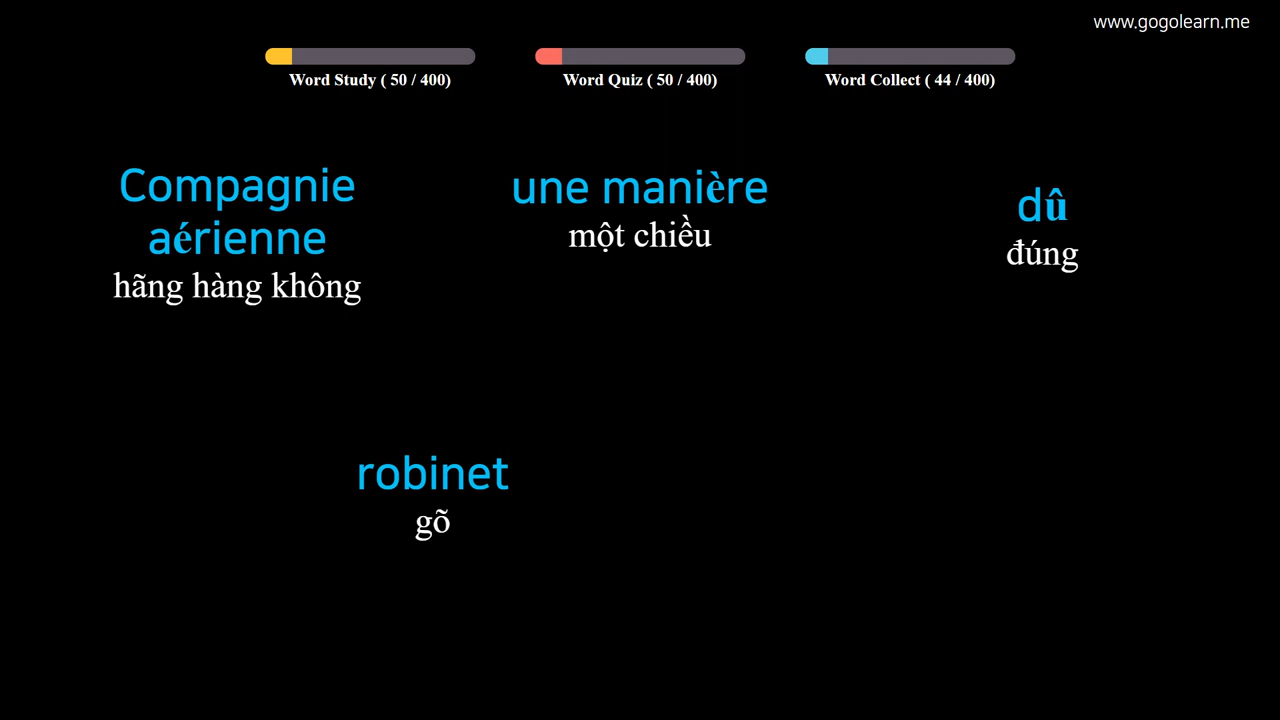 www.gogolearn.me
Word Study ( 50 / 400)
Word Quiz ( 50 / 400)
Word Collect ( 44 / 400)
Compagnie
aérienne
hãng hàng không
une manière
một chiều
dû
đúng
robinet
gõ